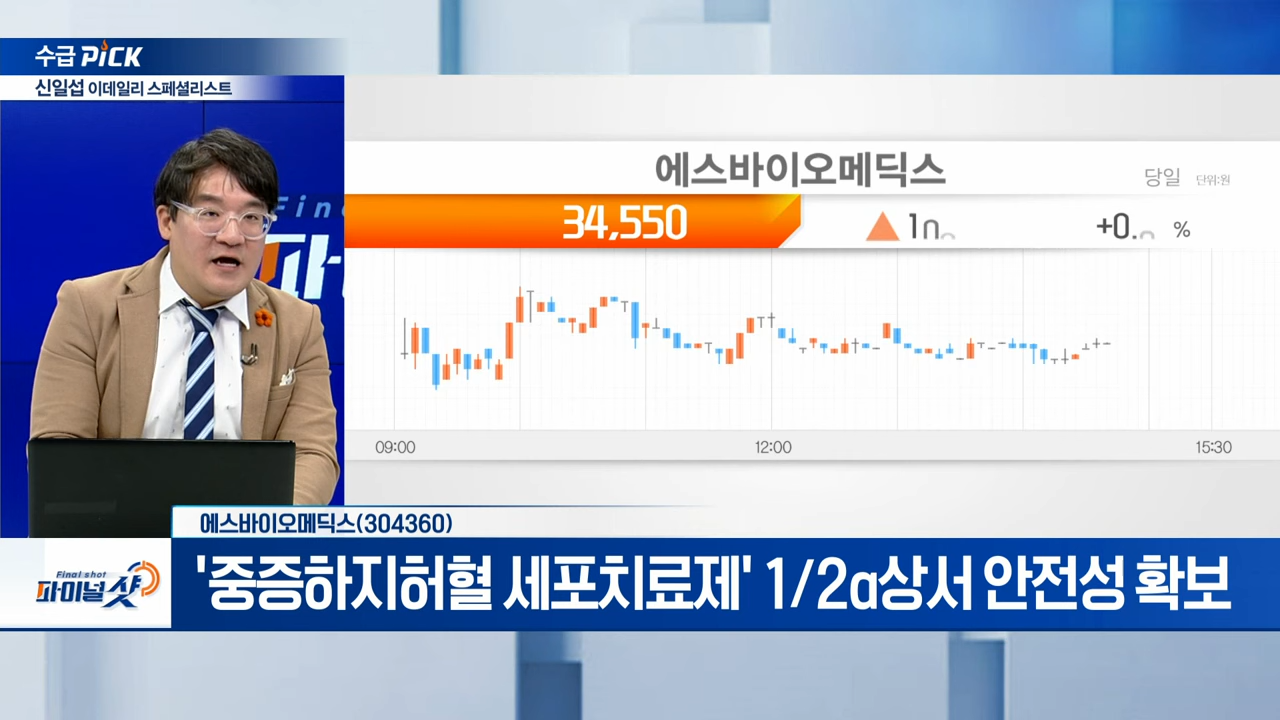 수급 PiCK
신일섭 이데일리 스페셜리스트
에스바이오메딕스
당일 단위:원
34,550
+0. %
09:00 12:00 15:30
에스바이오메딕스(304360)
Final shot
파이널샷
'중증하지허혈 세포치료제' 1/2a상서 안전성 확보